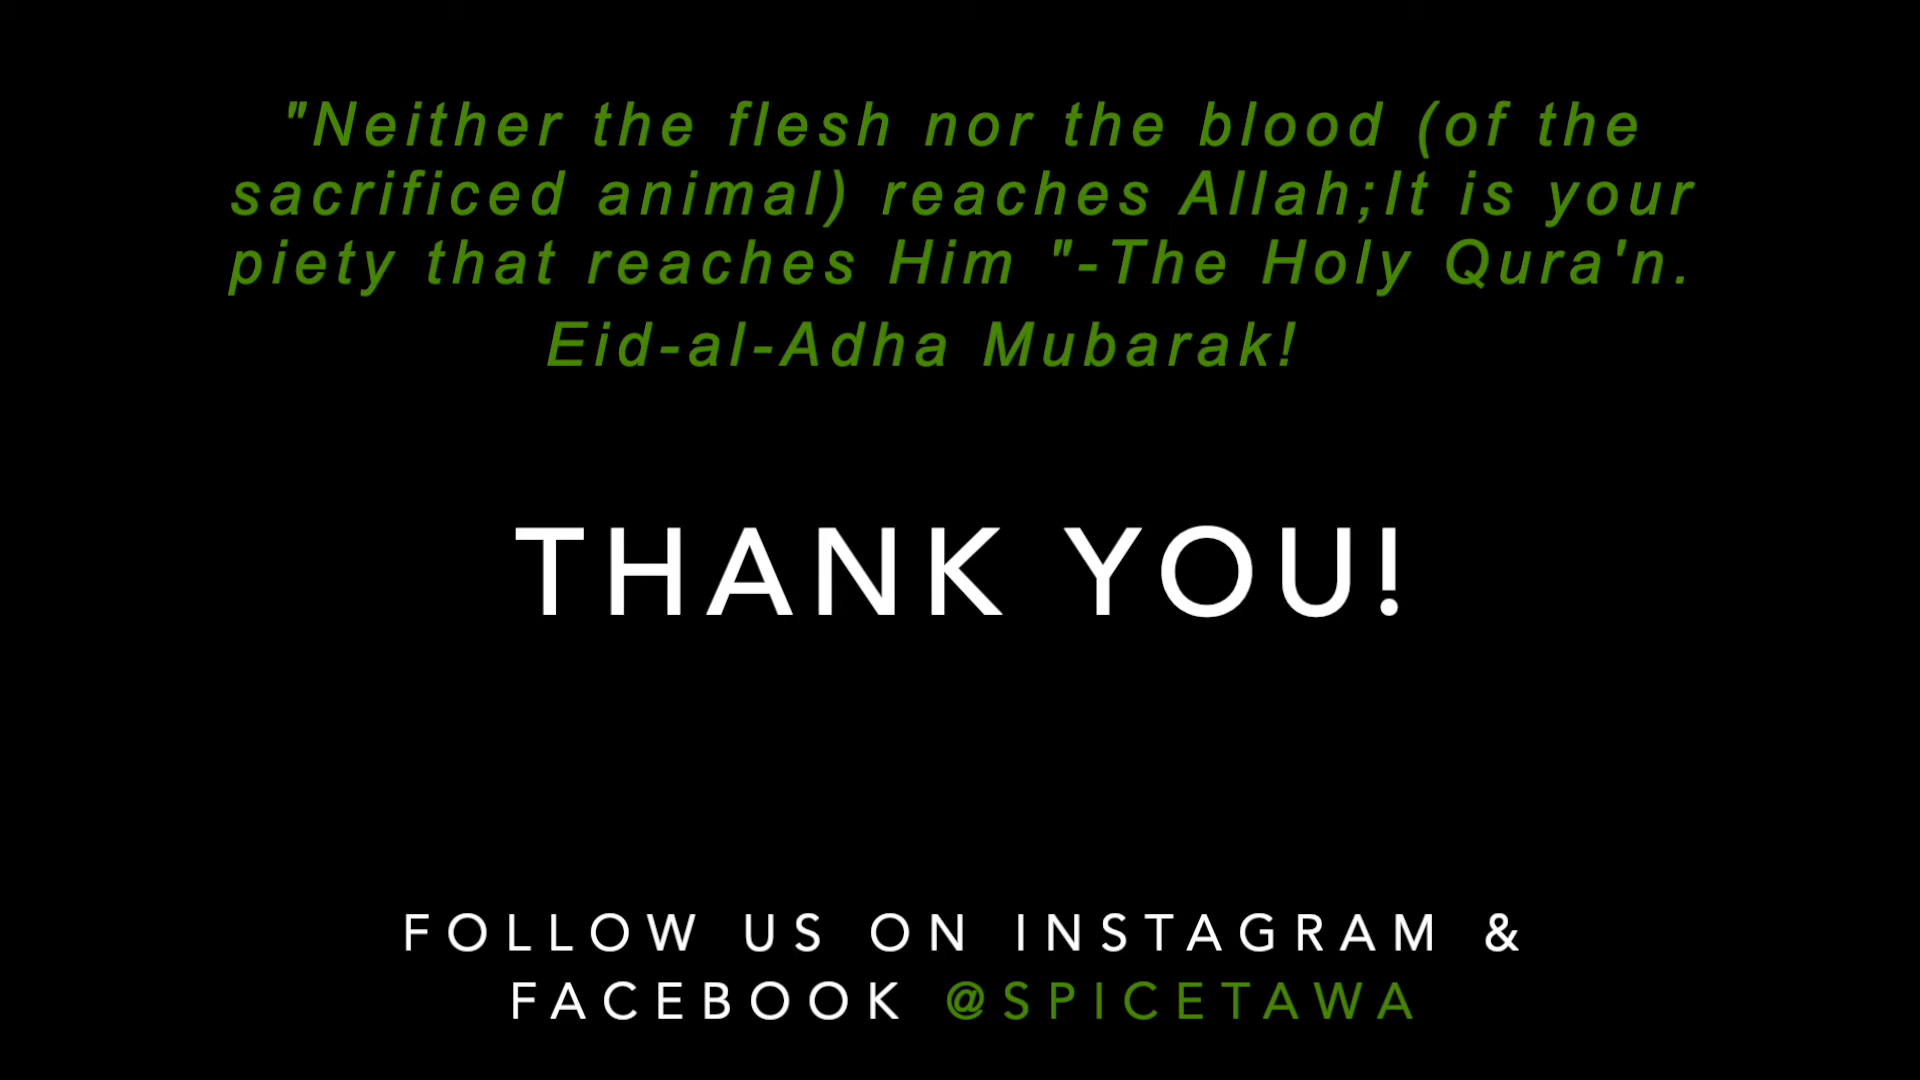 "Neither the flesh nor the blood (of the
sacrificed animal) reaches Allah;It is your
piety that reaches Him "-The Holy Qura'n.
Eid-al-Adha Mubarak!
THANK YOU!
FOLLOW US ON INSTAGRAM &
FACEBOOK @SPICETAWA